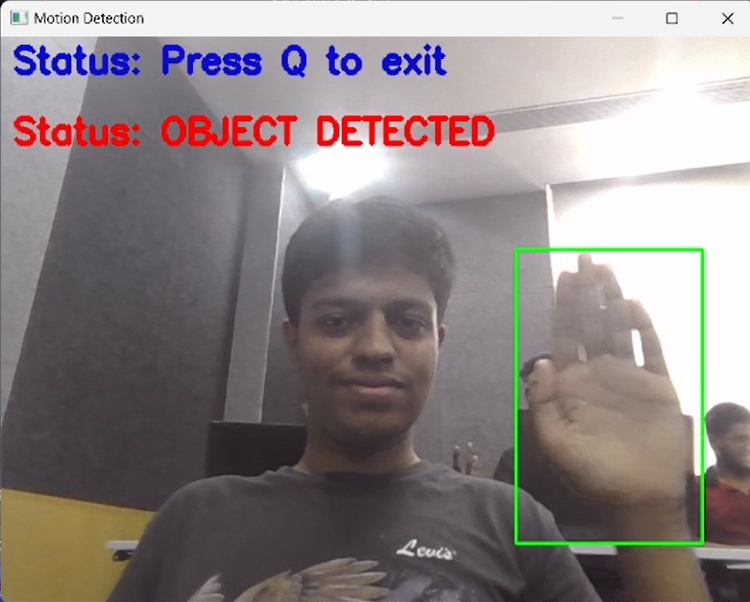 Motion Detection
Status: Press Q to exit
Status: OBJECT DETECTED
Levi's